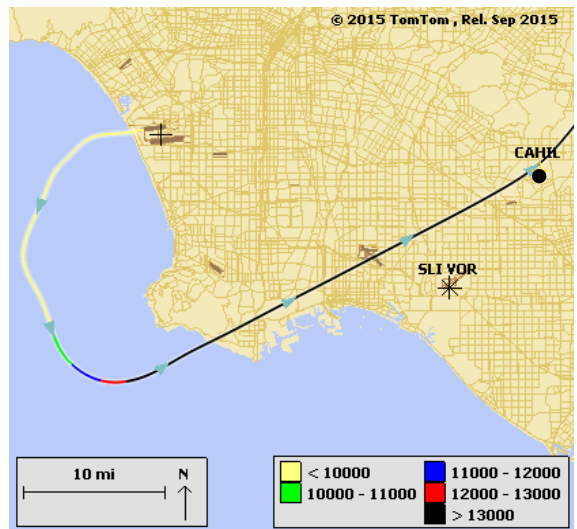 © 2015 TomTom , Rel. Sep 2015
CAHIL
SLI VOR
10 mi
N
< 10000
10000 - 11000
11000 - 12000
12000 - 13000
> 13000